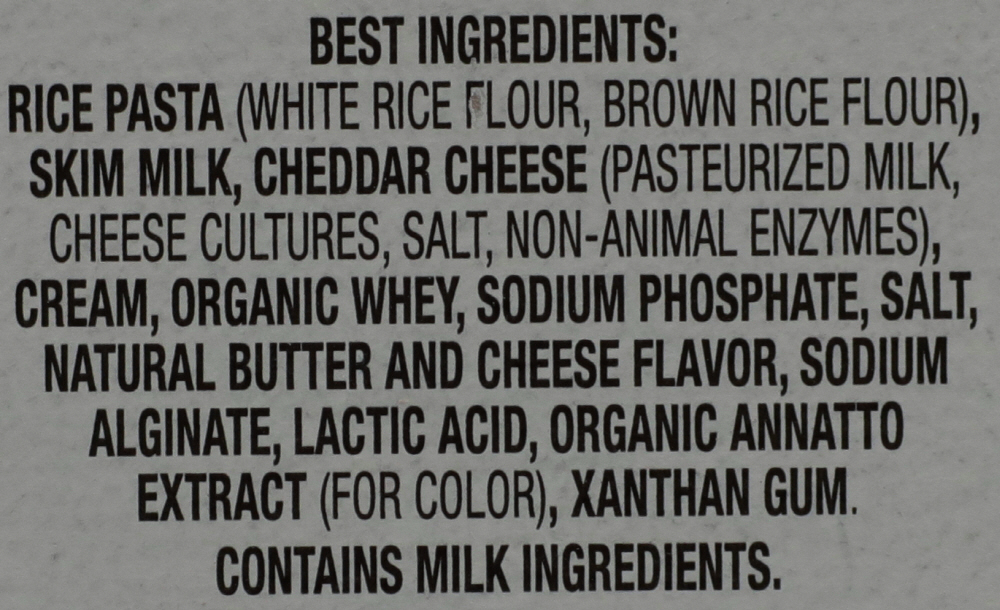 BEST INGREDIENTS:
RICE PASTA (WHITE RICE FLOUR, BROWN RICE FLOUR),
SKIM MILK, CHEDDAR CHEESE (PASTEURIZED MILK,
CHEESE CULTURES, SALT, NON-ANIMAL ENZYMES),
CREAM, ORGANIC WHEY, SODIUM PHOSPHATE, SALT,
NATURAL BUTTER AND CHEESE FLAVOR, SODIUM
ALGINATE, LACTIC ACID, ORGANIC ANNATTO
EXTRACT (FOR COLOR), XANTHAN GUM.
CONTAINS MILK INGREDIENTS.